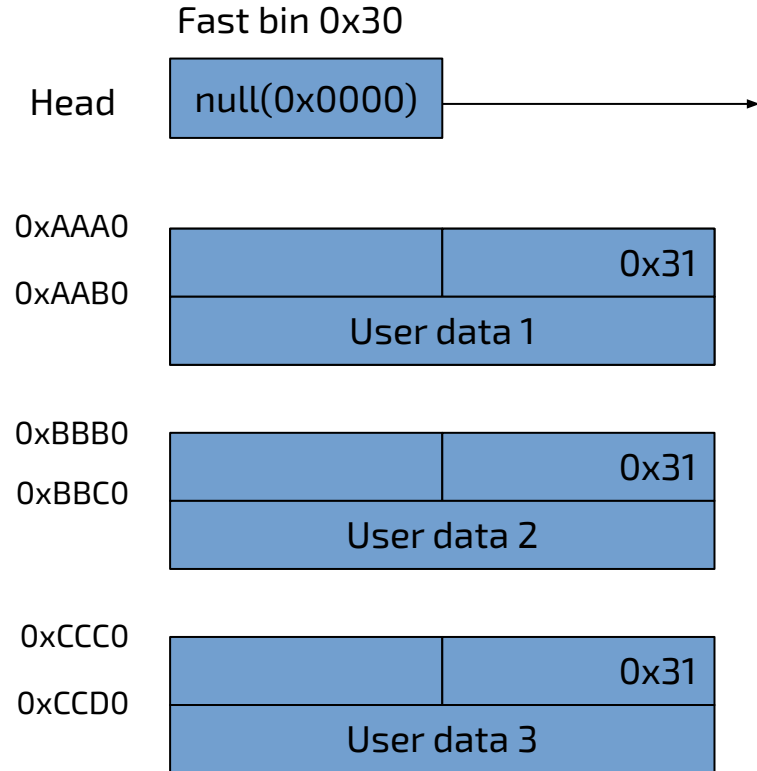 Fast bin 0x30
Head
null(0x0000)
0xAAA0
0x31
0xAAB0
User data 1
0xBBB0
0x31
0xBBC0
User data 2
0xCCC0
0x31
0xCCD0
User data 3